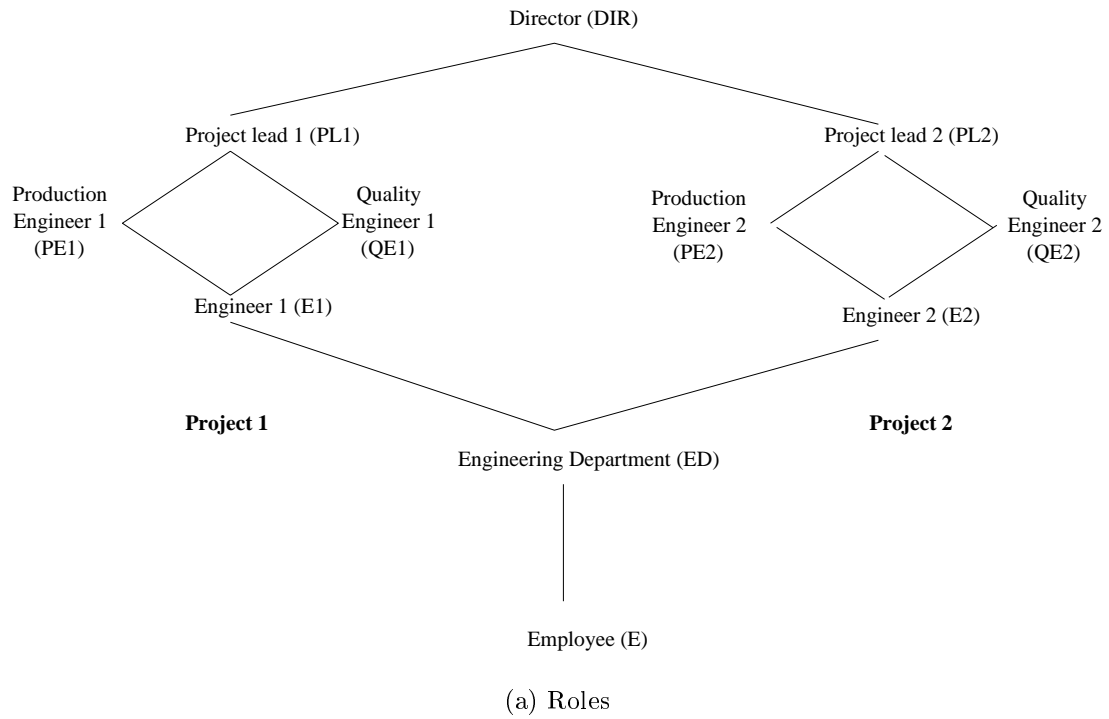 Director (DIR)
Project lead 1 (PL1)
Project lead 2 (PL2)
Production
Engineer 1
(PE1)
Quality
Engineer 1
(QE1)
Production
Engineer 2
(PE2)
Quality
Engineer 2
(QE2)
Engineer 1 (E1)
Engineer 2 (E2)
Project 1
Project 2
Engineering Department (ED)
Employee (E)
(a) Roles